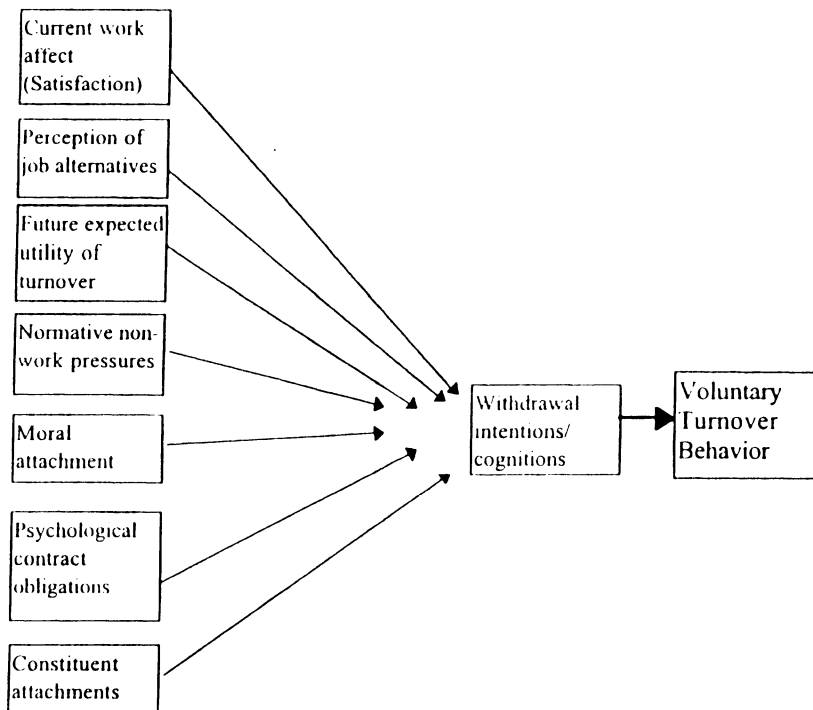 Current work
affect
(Satisfaction)
Perception of
job alternatives
Future expected
utility of
turnover
Normative non-
work pressures
Moral
attachment
Psychological
contract
obligations
Constituent
attachments
Withdrawal
intentions/
cognitions
Voluntary
Turnover
Behavior